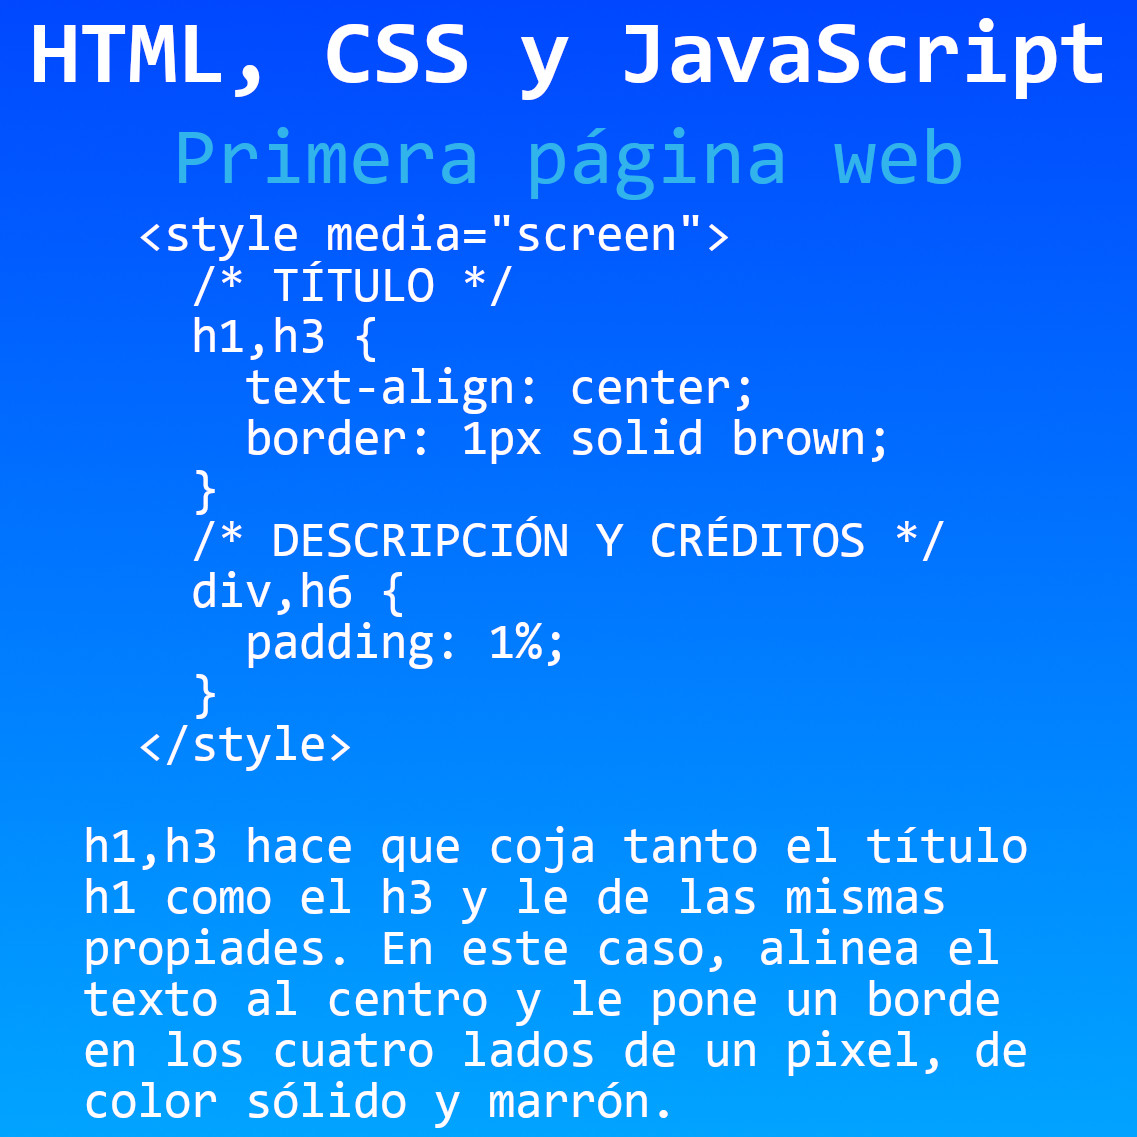 HTML, CSS y JavaScript
Primera página web
<style media="screen">
/* TÍTULO */
h1,h3 {
text-align: center;
border: 1px solid brown;
}
/* DESCRIPCIÓN Y CRÉDITOS */
div,h6 {
padding: 1%;
}
</style>
h1,h3 hace que coja tanto el título
h1 como el h3 y le de las mismas
propiades. En este caso, alinea el
texto al centro y le pone un borde
en los cuatro lados de un pixel, de
color sólido y marrón.